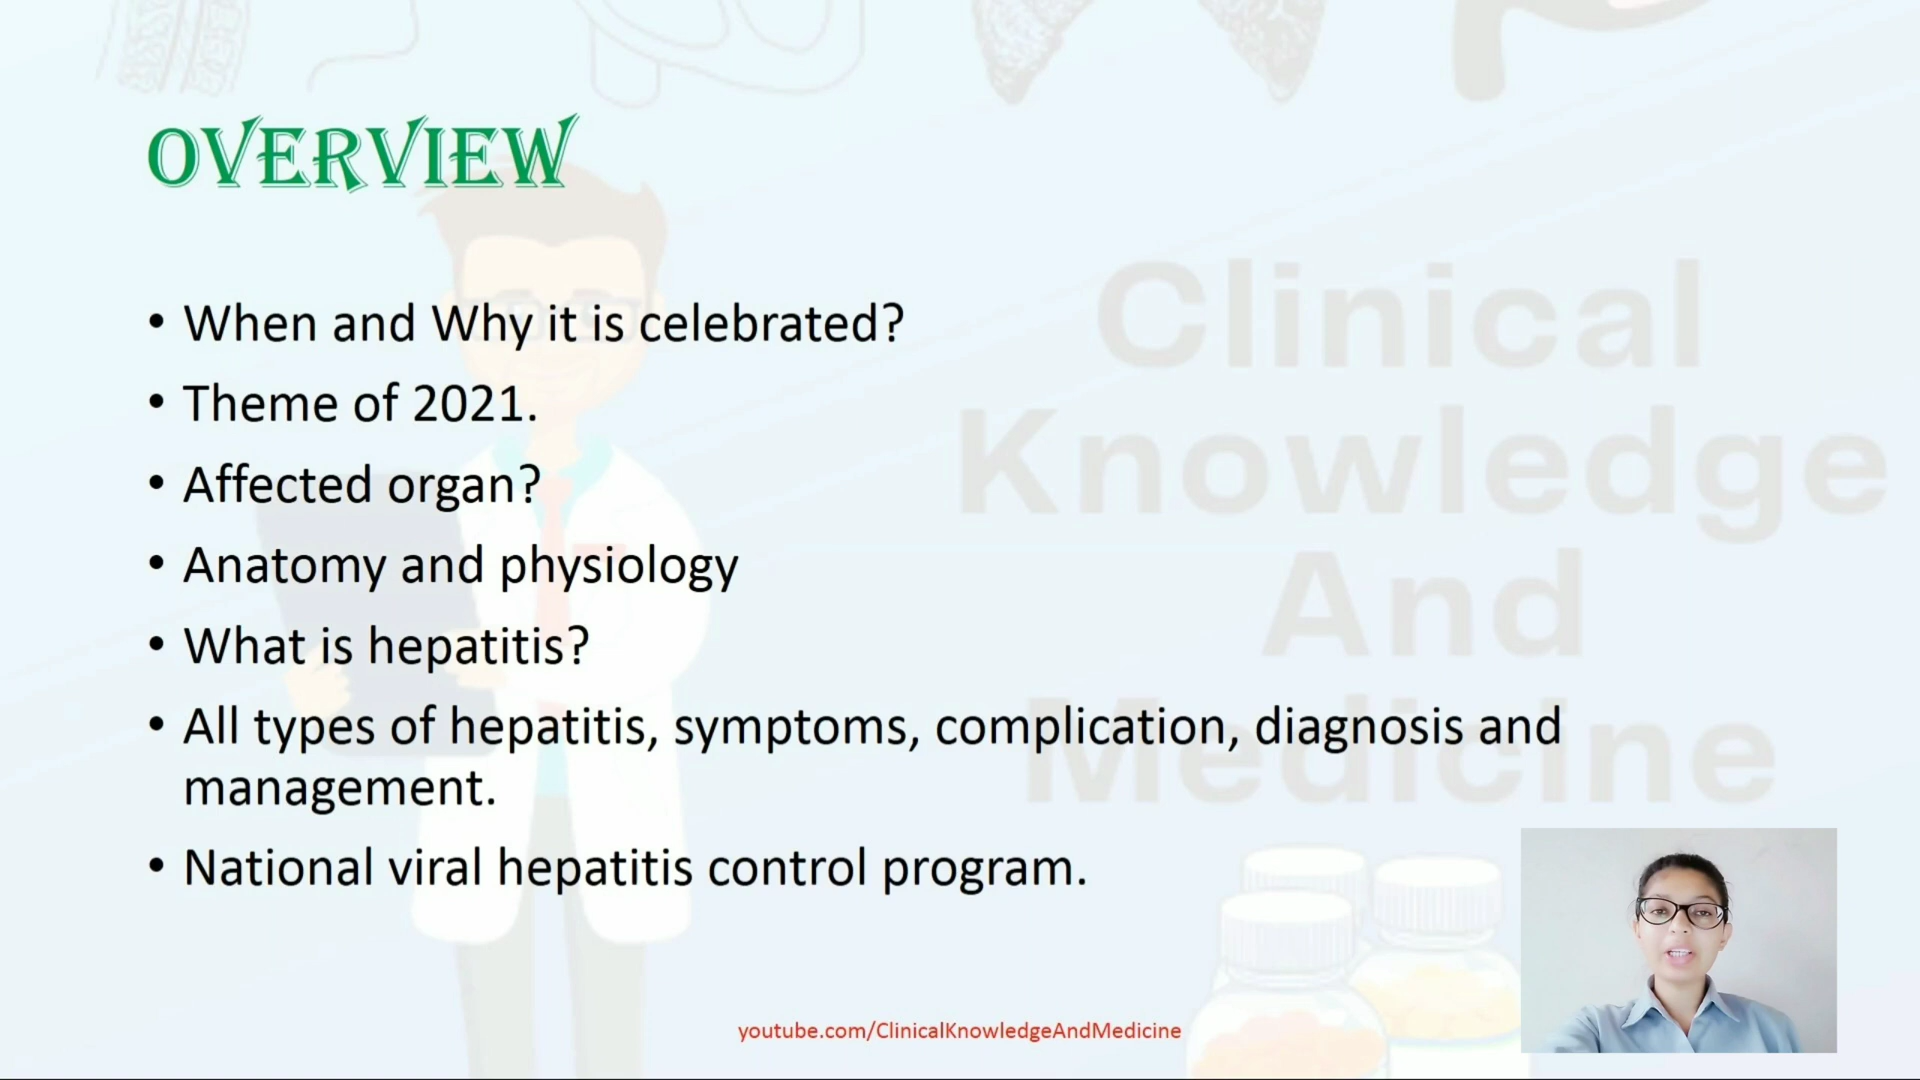 OVERVIEW
• When and Why it is celebrated?
• Theme of 2021.
• Affected organ?
• Anatomy and physiology
• What is hepatitis?
• All types of hepatitis, symptoms, complication, diagnosis and
management.
• National viral hepatitis control program.
Clinical
Knowledge
And
Medicine
youtube.com/ClinicalKnowledgeAndMedicine